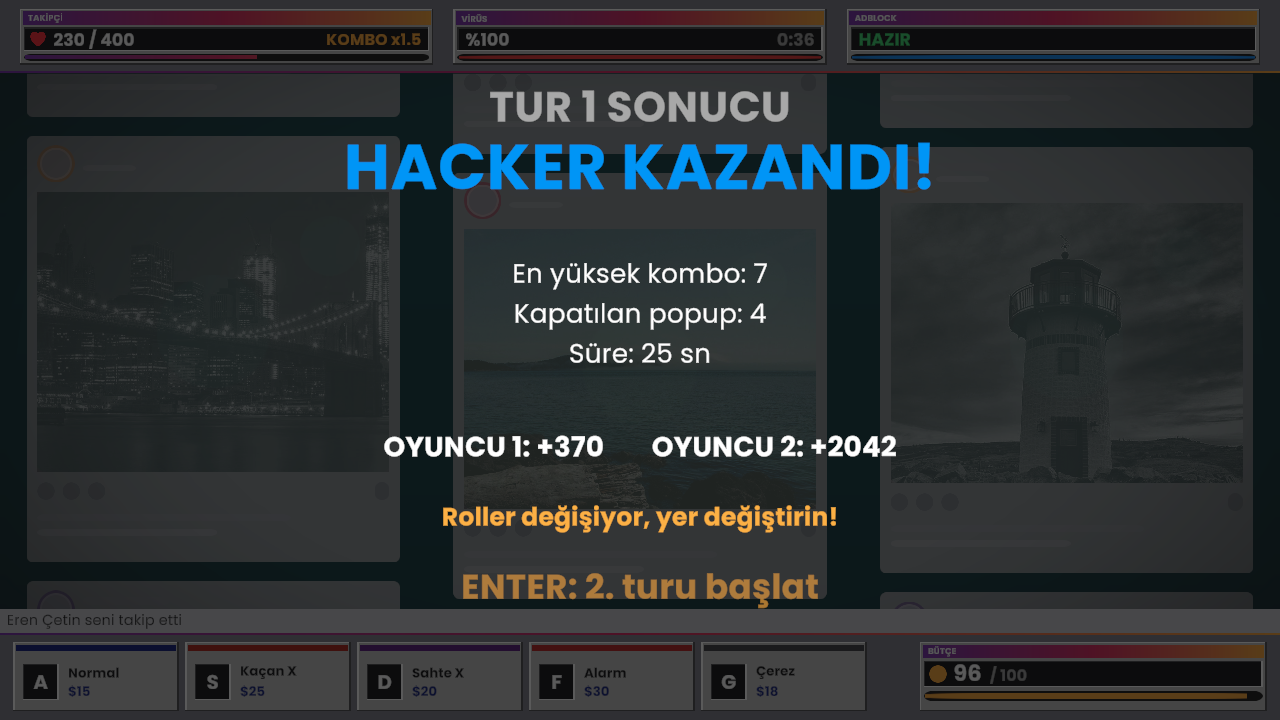 TAKİPÇİ
230 / 400
KOMBO x1.5
VİRÜS
%100
0:36
ADBLOCK
HAZIR
TUR 1 SONUCU
HACKER KAZANDI!
En yüksek kombo: 7
Kapatılan popup: 4
Süre: 25 sn
OYUNCU 1: +370
OYUNCU 2: +2042
Roller değişiyor, yer değiştirin!
ENTER: 2. turu başlat
Eren Çetin seni takip etti
A
Normal
$15
S
Kaçan X
$25
D
Sahte X
$20
F
Alarm
$30
G
Çerez
$18
BÜTÇE
96 / 100